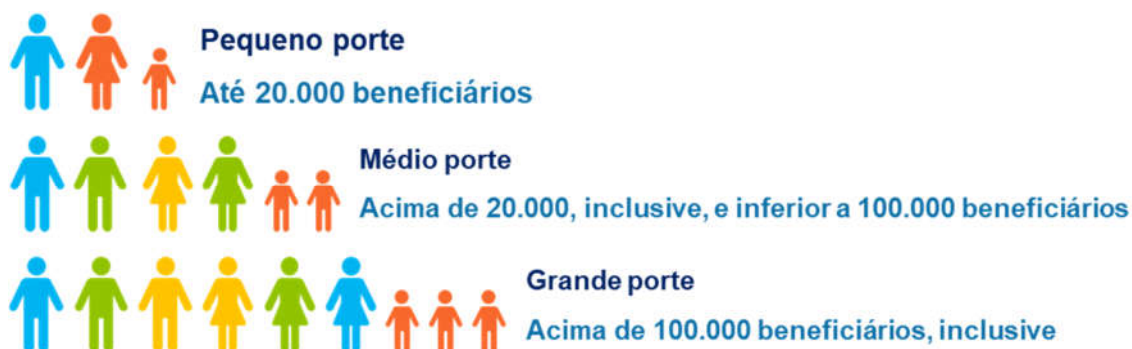 Pequeno porte
Até 20.000 beneficiários
Médio porte
Acima de 20.000, inclusive, e inferior a 100.000 beneficiários
Grande porte
Acima de 100.000 beneficiários, inclusive